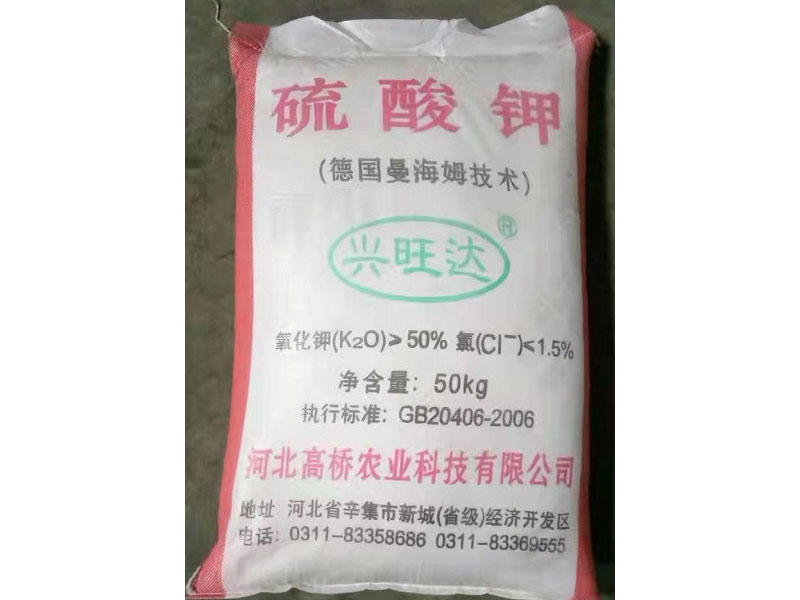 硫酸钾
(德国曼海姆技术)
兴旺达®
氧化钾(K₂O)≥50% 氯(Cl⁻)≤1.5%
净含量：50kg
执行标准：GB20406-2006
河北高桥农业科技有限公司
地址 河北省辛集市新城(省级)经济开发区
电话：0311-83358686 0311-83369555